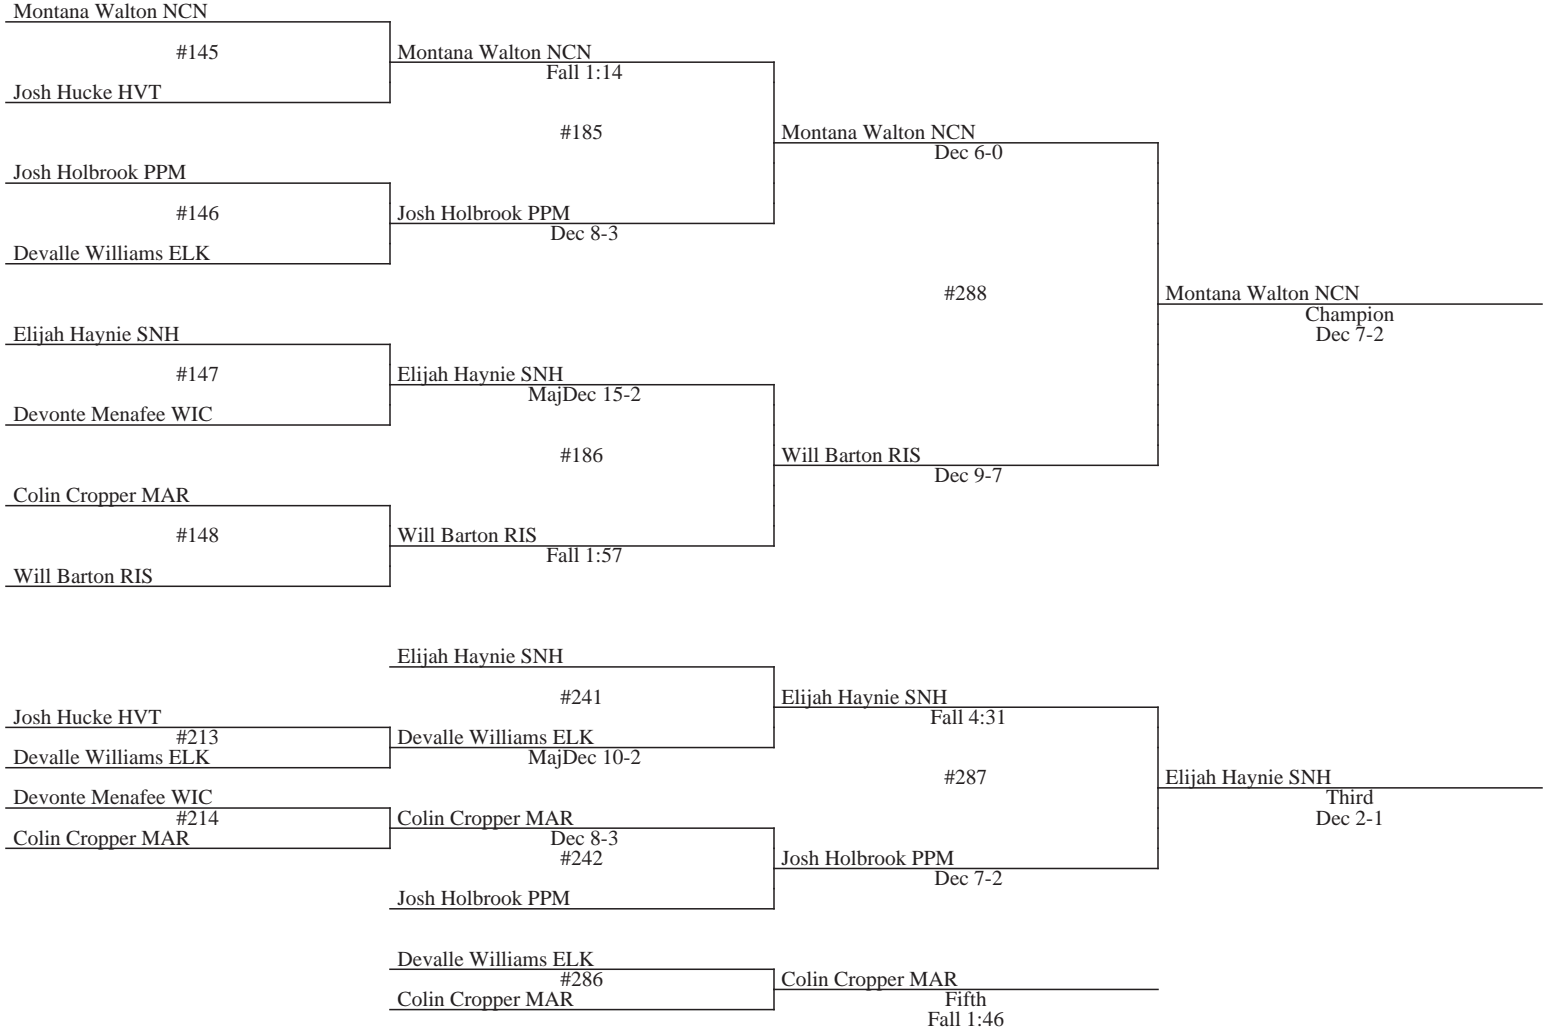 Montana Walton NCN
#145
Montana Walton NCN
Fall 1:14
Josh Hucke HVT
#185
Montana Walton NCN
Dec 6-0
Josh Holbrook PPM
#146
Josh Holbrook PPM
Dec 8-3
Devalle Williams ELK
#288
Montana Walton NCN
Champion
Dec 7-2
Elijah Haynie SNH
#147
Elijah Haynie SNH
MajDec 15-2
Devonte Menafee WIC
#186
Will Barton RIS
Dec 9-7
Colin Cropper MAR
#148
Will Barton RIS
Fall 1:57
Will Barton RIS
Elijah Haynie SNH
#241
Elijah Haynie SNH
Fall 4:31
Josh Hucke HVT
#213
Devalle Williams ELK
MajDec 10-2
Devalle Williams ELK
#287
Elijah Haynie SNH
Third
Dec 2-1
Devonte Menafee WIC
#214
Colin Cropper MAR
Dec 8-3
Colin Cropper MAR
#242
Josh Holbrook PPM
Dec 7-2
Josh Holbrook PPM
Devalle Williams ELK
#286
Colin Cropper MAR
Fifth
Fall 1:46
Colin Cropper MAR